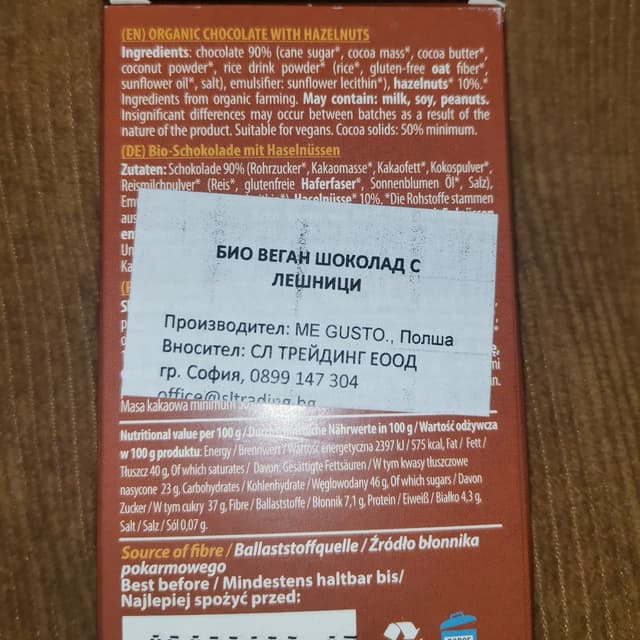 (EN) ORGANIC CHOCOLATE WITH HAZELNUTS
Ingredients: chocolate 90% (cane sugar*, cocoa mass*, cocoa butter*,
coconut powder*, rice drink powder* (rice*, gluten-free oat fiber*,
sunflower oil*, salt), emulsifier: sunflower lecithin*), hazelnuts* 10%.*
Ingredients from organic farming. May contain: milk, soy, peanuts.
Insignificant differences may occur between batches as a result of the
nature of the product. Suitable for vegans. Cocoa solids: 50% minimum.
(DE) Bio-Schokolade mit Haselnüssen
Zutaten: Schokolade 90% (Rohrzucker*, Kakaomasse*, Kakaofett*, Kokospulver*,
Reismilchpulver* (Reis*, glutenfreie Haferfaser*, Sonnenblumen Öl*, Salz),
Haselnüsse* 10%. *Die Rohstoffe stammen
БИО ВЕГАН ШОКОЛАД С
ЛЕШНИЦИ
Производител: ME GUSTO., Полша
Вносител: СЛ ТРЕЙДИНГ ЕООД
гр. София, 0899 147 304
office@sltrading.bg
Masa kakaowa minimum
Nutritional value per 100 g / Nährwerte in 100 g / Wartość odżywcza
w 100 g produktu: Energy / Brennwert / Wartość energetyczna 2397 kJ / 575 kcal, Fat / Fett /
Tłuszcz 40 g, Of which saturates / Davon: Gesättigte Fettsäuren / W tym kwasy tłuszczowe
nasycone 23 g, Carbohydrates / Kohlenhydrate / Węglowodany 46 g, Of which sugars / Davon
Zucker / W tym cukry 37 g, Fibre / Ballaststoffe / Błonnik 7,1 g, Protein / Eiweiß / Białko 4,3 g,
Salt / Salz / Sól 0,07 g.
Source of fibre / Ballaststoffquelle / Źródło błonnika
pokarmowego
Best before / Mindestens haltbar bis/
Najlepiej spożyć przed: